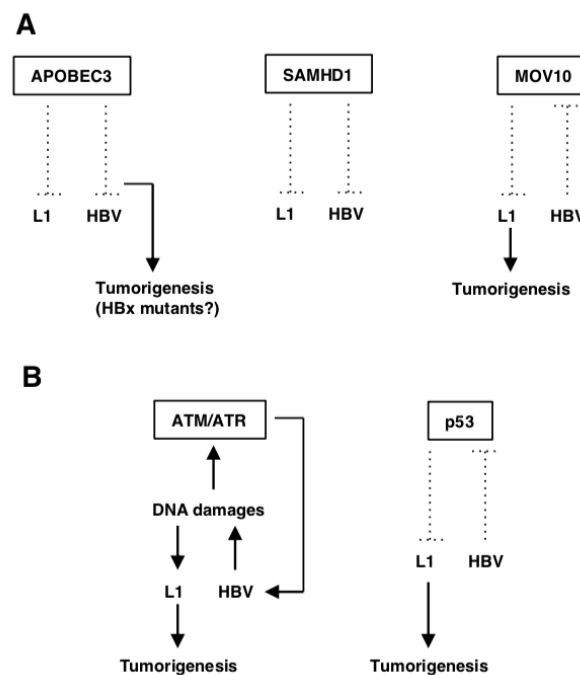 A
APOBEC3
SAMHD1
MOV10
L1
HBV
L1
HBV
L1
HBV
Tumorigenesis
(HBx mutants?)
Tumorigenesis
B
ATM/ATR
p53
DNA damages
L1
HBV
L1
HBV
Tumorigenesis
Tumorigenesis